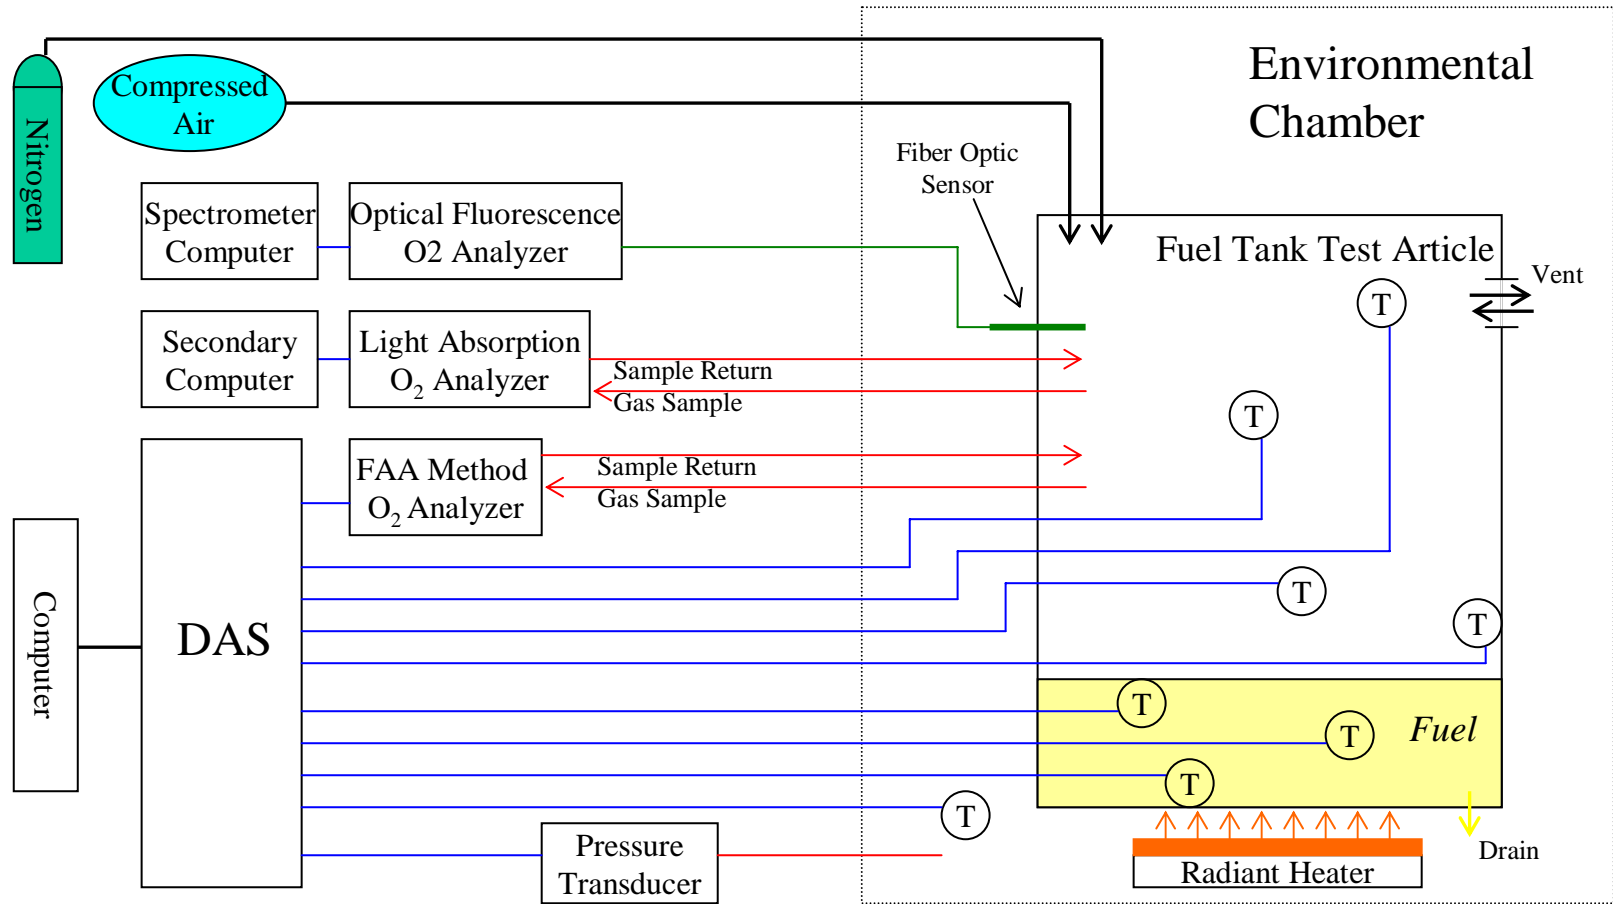 Environmental
Chamber
Nitrogen
Compressed
Air
Fiber Optic
Sensor
Spectrometer
Computer
Optical Fluorescence
O2 Analyzer
Fuel Tank Test Article
Vent
T
Secondary
Computer
Light Absorption
O₂ Analyzer
Sample Return
Gas Sample
T
FAA Method
O₂ Analyzer
Sample Return
Gas Sample
Computer
DAS
T
T
T
T
Fuel
T
T
Pressure
Transducer
Radiant Heater
Drain